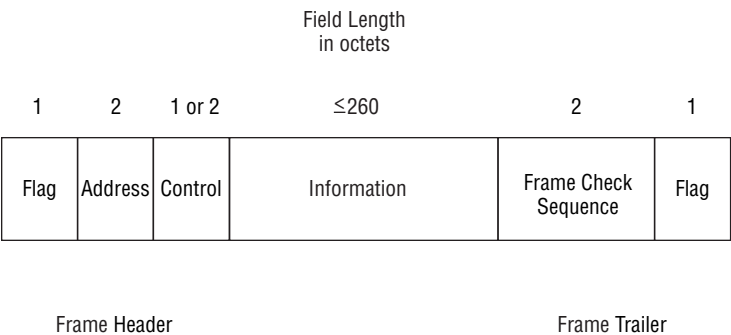 Field Length
in octets
1 2 1 or 2 ≤260 2 1
Flag Address Control Information Frame Check Sequence Flag
Frame Header Frame Trailer